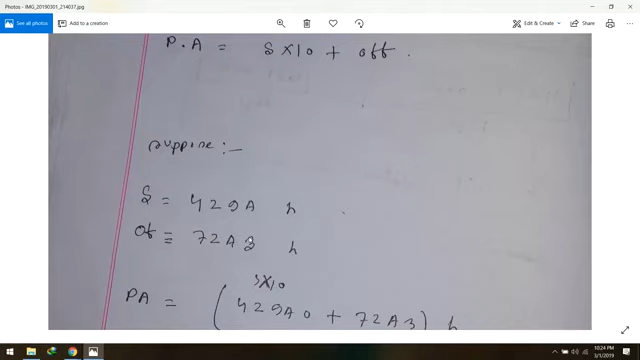 Photos - IMG_20190301_214037.jpg
See all photos
Add to a creation
Edit & Create
Share
P.A = S X 10 + off.
suppose :-
S = 429A h
Of = 72A3 h
SX10
PA = (429A0 + 72A3) h
10:24 PM
3/1/2019